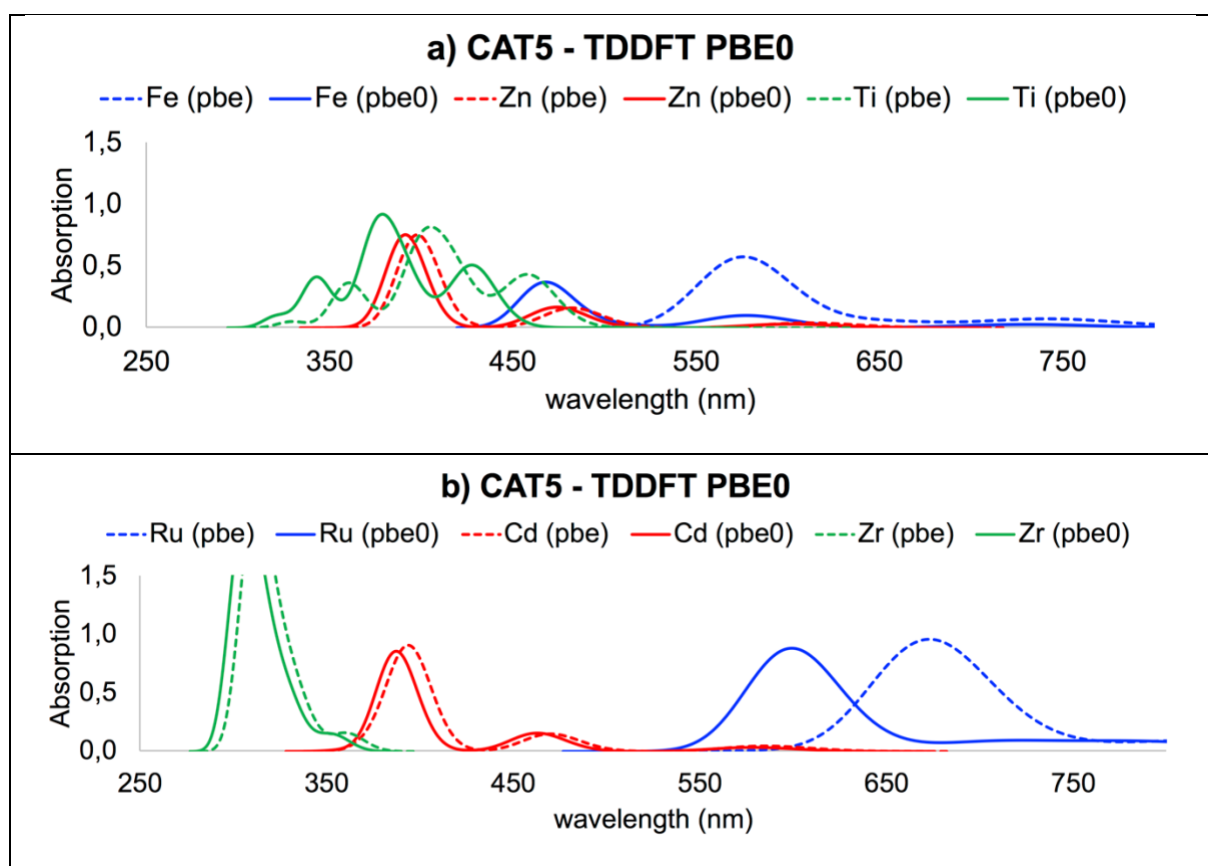 a) CAT5 - TDDFT PBE0
Fe (pbe) Fe (pbe0) Zn (pbe) Zn (pbe0) Ti (pbe) Ti (pbe0)
1,5
1,0
0,5
0,0
Absorption
250 350 450 550 650 750
wavelength (nm)
b) CAT5 - TDDFT PBE0
Ru (pbe) Ru (pbe0) Cd (pbe) Cd (pbe0) Zr (pbe) Zr (pbe0)
1,5
1,0
0,5
0,0
Absorption
250 350 450 550 650 750
wavelength (nm)